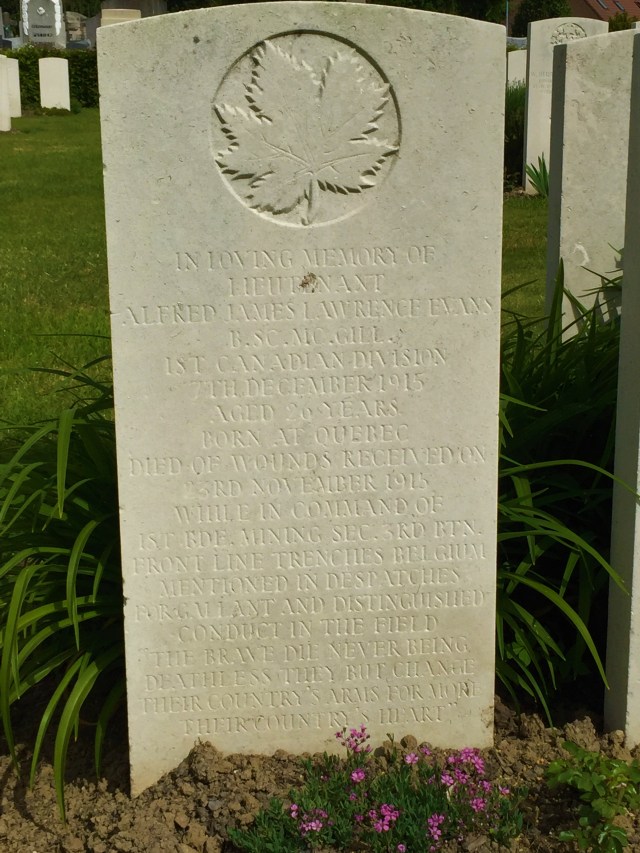 IN LOVING MEMORY OF
LIEUTENANT
ALFRED JAMES LAWRENCE EVANS
B.SC. MC.GILL.
1ST CANADIAN DIVISION
7TH DECEMBER 1915
AGED 26 YEARS.
BORN AT QUEBEC
DIED OF WOUNDS RECEIVED ON
23RD NOVEMBER 1915
WHILE IN COMMAND OF
1ST. BDE. MINING SEC. 3RD BTN.
FRONT LINE TRENCHES BELGIUM
MENTIONED IN DESPATCHES
FOR GALLANT AND DISTINGUISHED
CONDUCT IN THE FIELD
"THE BRAVE DIE NEVER BEING
DEATHLESS THEY BUT CHANGE
THEIR COUNTRY'S ARMS FOR MORE
THEIR COUNTRY'S HEART."